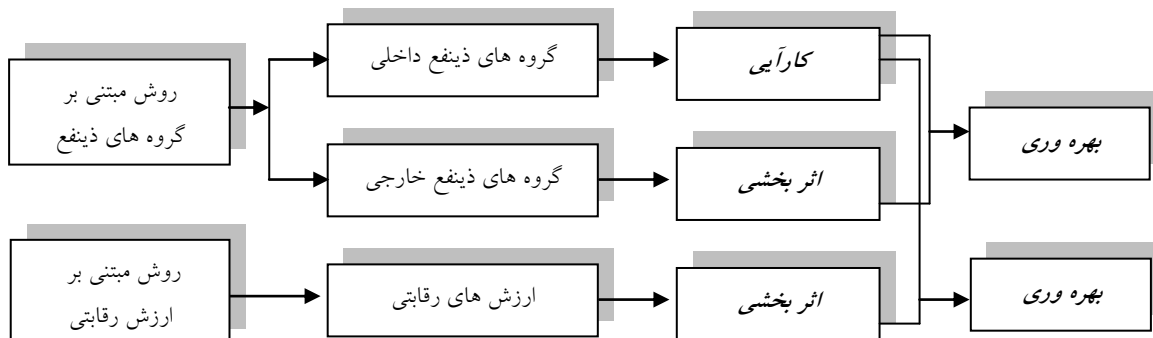 روش مبتنی بر
گروه های ذینفع
گروه های ذینفع داخلی
کارآیی
گروه های ذینفع خارجی
اثر بخشی
بهره وری
روش مبتنی بر
ارزش رقابتی
ارزش های رقابتی
اثر بخشی
بهره وری